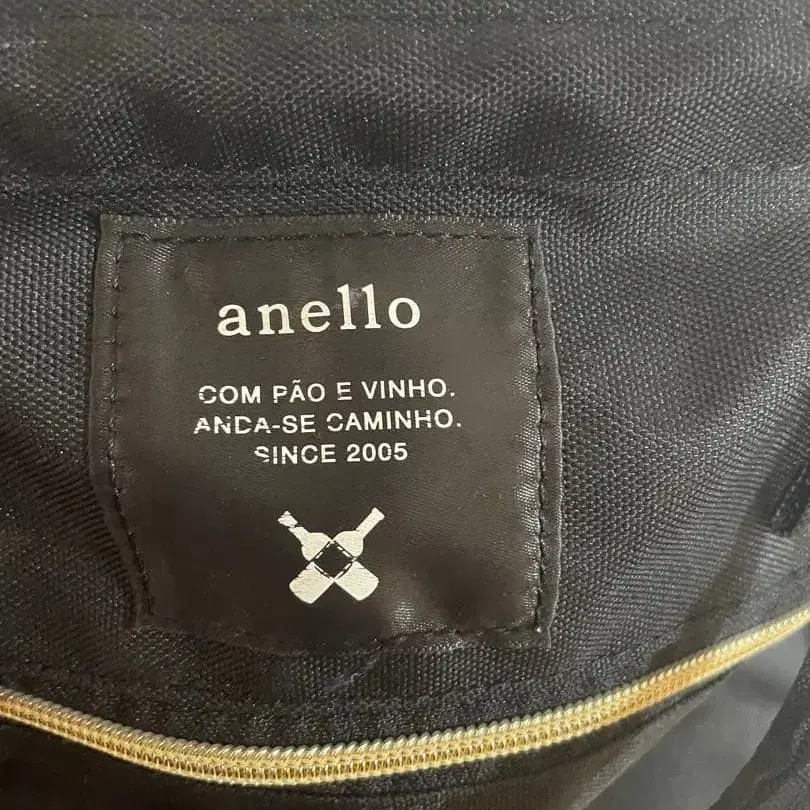 anello
COM PÃO E VINHO.
ANDA-SE CAMINHO.
SINCE 2005